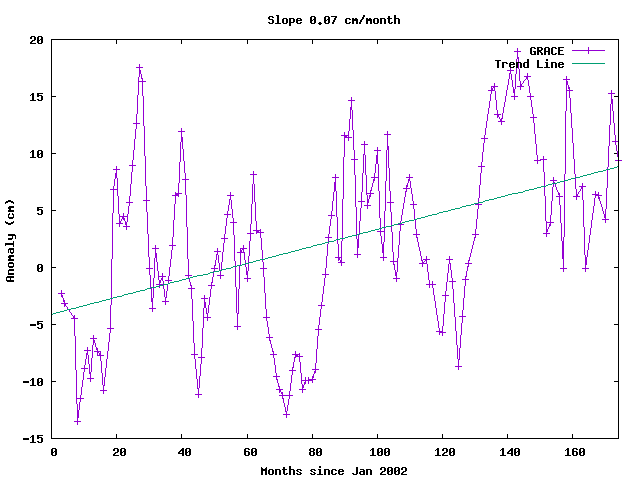 Slope 0.07 cm/month
20
15
10
5
0
-5
-10
-15
Anomaly (cm)
GRACE
Trend Line
0 20 40 60 80 100 120 140 160
Months since Jan 2002